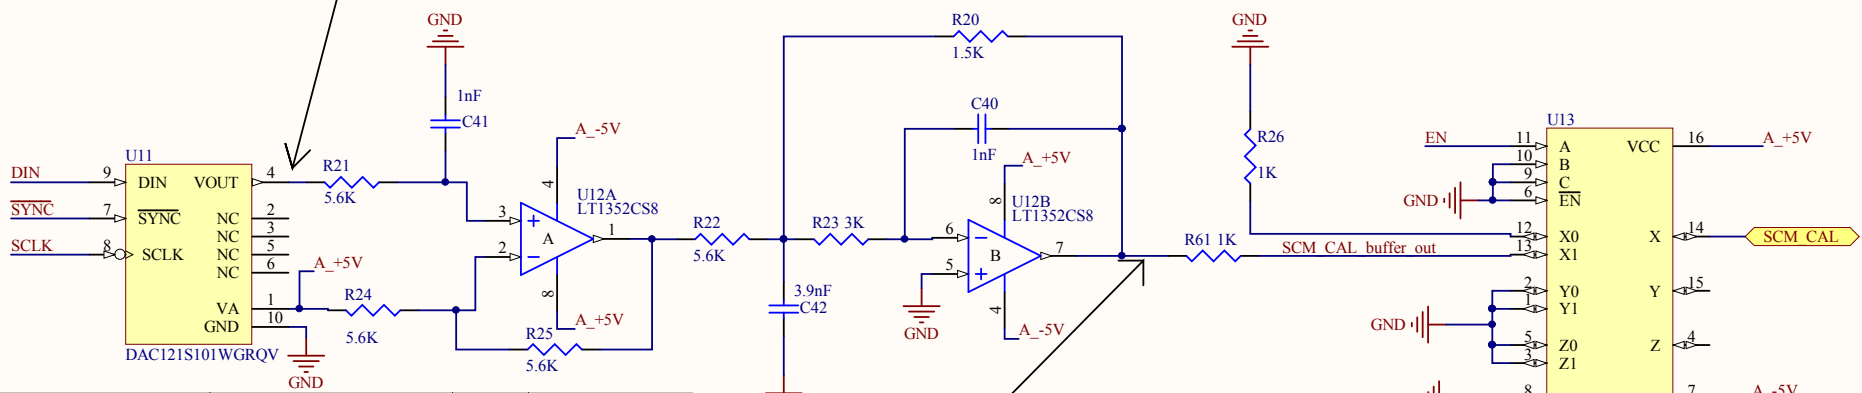 GND
R20
1.5K
GND
1nF
C41
A_-5V
C40
1nF
A_+5V
R26
1K
U13
EN
11
A
VCC
16
A_+5V
10
B
9
C
GND
6
EN
U11
DIN
9
DIN
VOUT
4
R21
5.6K
SYNC
7
SYNC
NC
2
NC
3
SCLK
8
SCLK
NC
5
NC
6
A_+5V
VA
1
GND
10
DAC121S101WGRQV
GND
R24
5.6K
4
U12A
LT1352CS8
3
2
A
1
8
A_+5V
R25
5.6K
R22
5.6K
R23 3K
3.9nF
C42
8
U12B
LT1352CS8
6
5
B
7
4
GND
A_-5V
R61 1K
SCM_CAL_buffer_out
12
X0
13
X1
X
14
SCM_CAL
2
Y0
1
Y1
Y
15
GND
5
Z0
3
Z1
Z
4
8
7
A_-5V